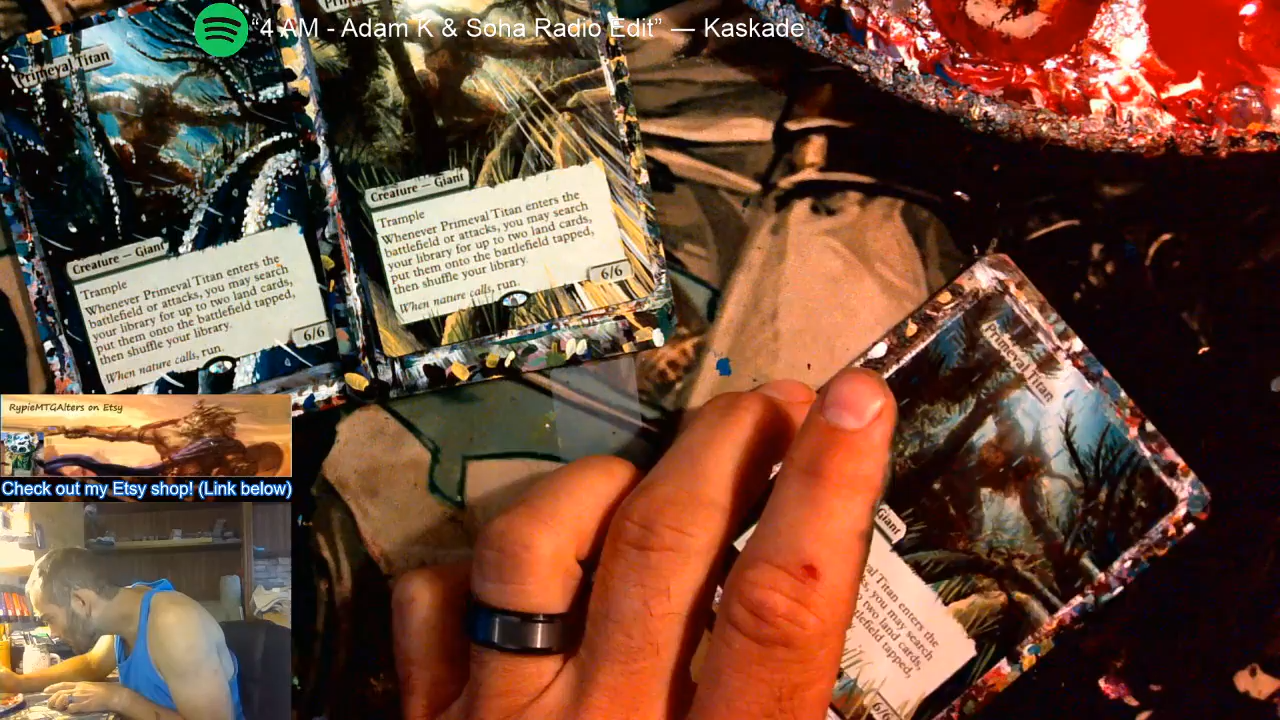 “4 AM - Adam K & Soha Radio Edit” — Kaskade
Primeval Titan
Creature — Giant
Trample
Whenever Primeval Titan enters the
battlefield or attacks, you may search
your library for up to two land cards,
put them onto the battlefield tapped,
then shuffle your library.
When nature calls, run.
6/6
Creature — Giant
Trample
Whenever Primeval Titan enters the
battlefield or attacks, you may search
your library for up to two land cards,
put them onto the battlefield tapped,
then shuffle your library.
When nature calls, run.
6/6
Primeval Titan
Giant
Titan enters the
you may search
two land cards,
tapped,
6/6
RypieMTGAlters on Etsy
Check out my Etsy shop! (Link below)